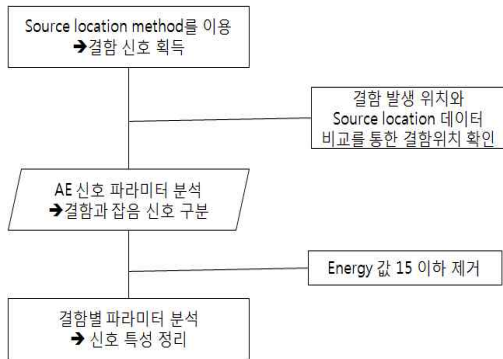 Source location method를 이용
➔결함 신호 획득
결함 발생 위치와
Source location 데이터
비교를 통한 결함위치 확인
AE 신호 파라미터 분석
➔결함과 잡음 신호 구분
Energy 값 15 이하 제거
결함별 파라미터 분석
➔ 신호 특성 정리